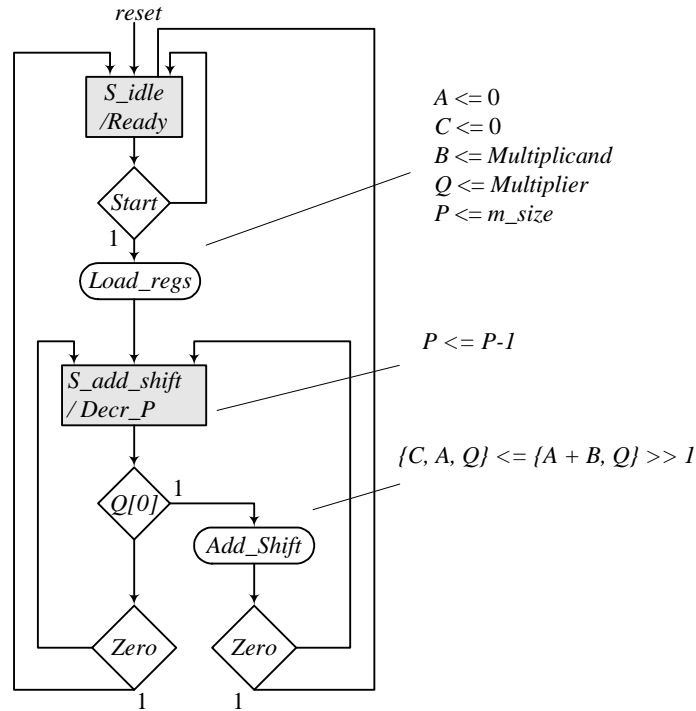 reset
S_idle
/Ready
Start
1
Load_regs
A <= 0
C <= 0
B <= Multiplicand
Q <= Multiplier
P <= m_size
S_add_shift
/ Decr_P
P <= P-1
Q[0]
1
{C, A, Q} <= {A + B, Q} >> 1
Add_Shift
Zero
Zero
1
1